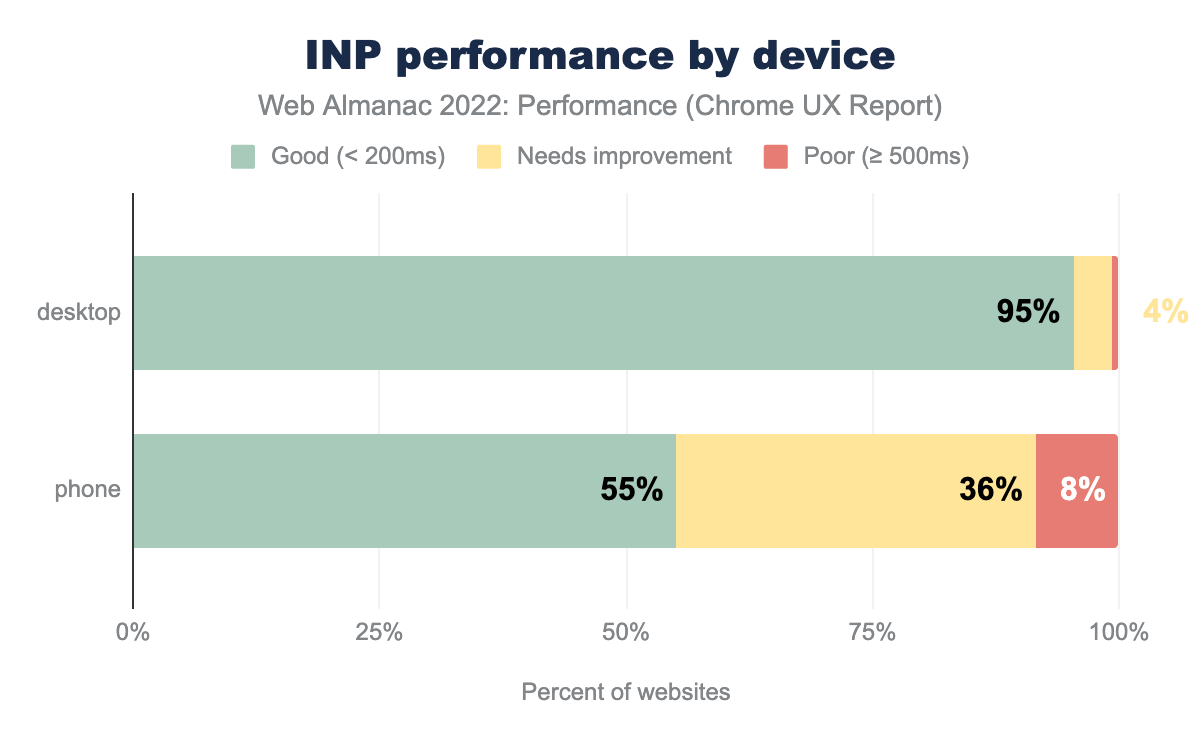 INP performance by device
Web Almanac 2022: Performance (Chrome UX Report)
Good (< 200ms) Needs improvement Poor (≥ 500ms)
desktop 95% 4%
phone 55% 36% 8%
0% 25% 50% 75% 100%
Percent of websites